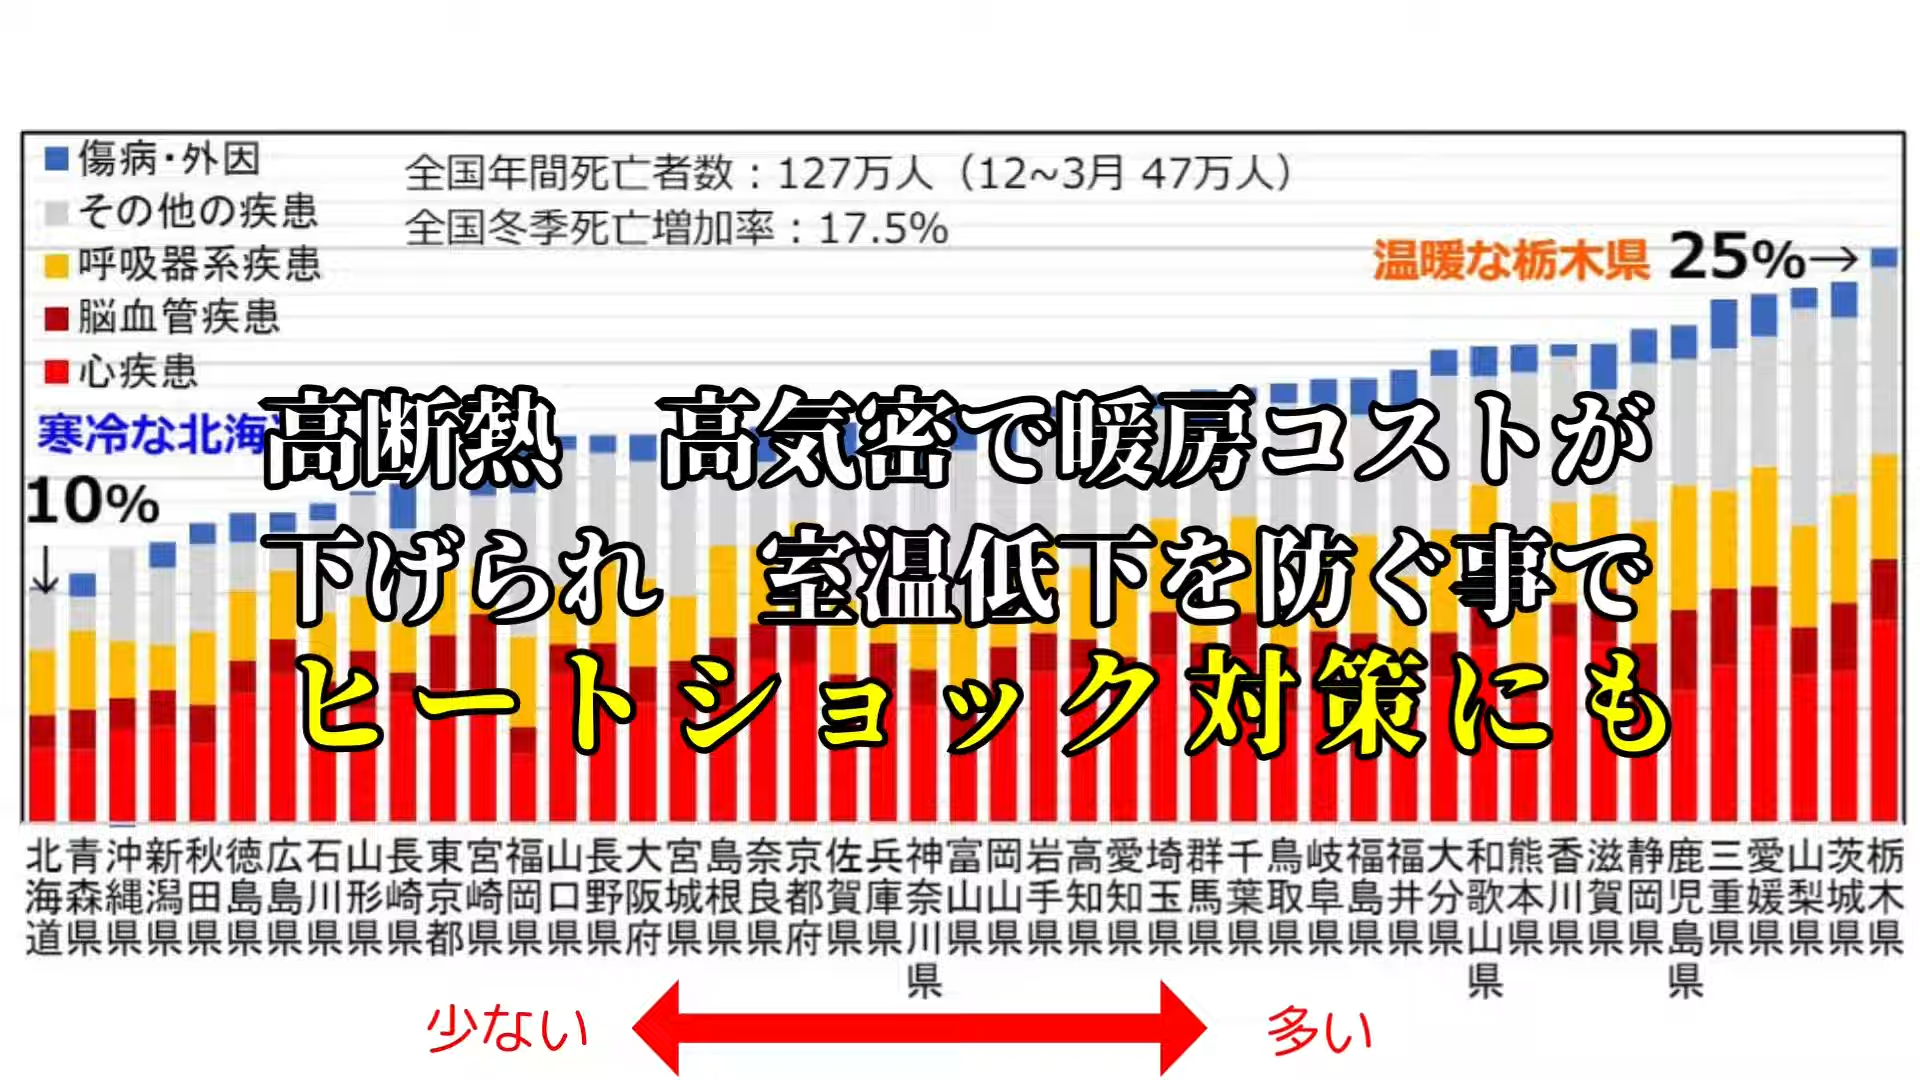 傷病・外因
その他の疾患
呼吸器系疾患
脳血管疾患
心疾患
全国年間死亡者数：127万人（12~3月 47万人）
全国冬季死亡増加率：17.5%
温暖な栃木県 25%→
寒冷な北海
10%
高断熱　高気密で暖房コストが
下げられ　室温低下を防ぐ事で
ヒートショック対策にも
北海道
青森県
沖縄県
新潟県
秋田県
徳島県
広島県
石川県
山形県
長崎県
東京都
宮崎県
福岡県
山口県
長野県
大阪府
宮城県
島根県
奈良県
京都府
佐賀県
兵庫県
神奈川県
富山県
岡山県
岩手県
高知県
愛知県
埼玉県
群馬県
千葉県
鳥取県
岐阜県
福島県
福井県
大分県
和歌山県
熊本県
香川県
滋賀県
静岡県
鹿児島県
三重県
愛媛県
山梨県
茨城県
栃木県
少ない
多い